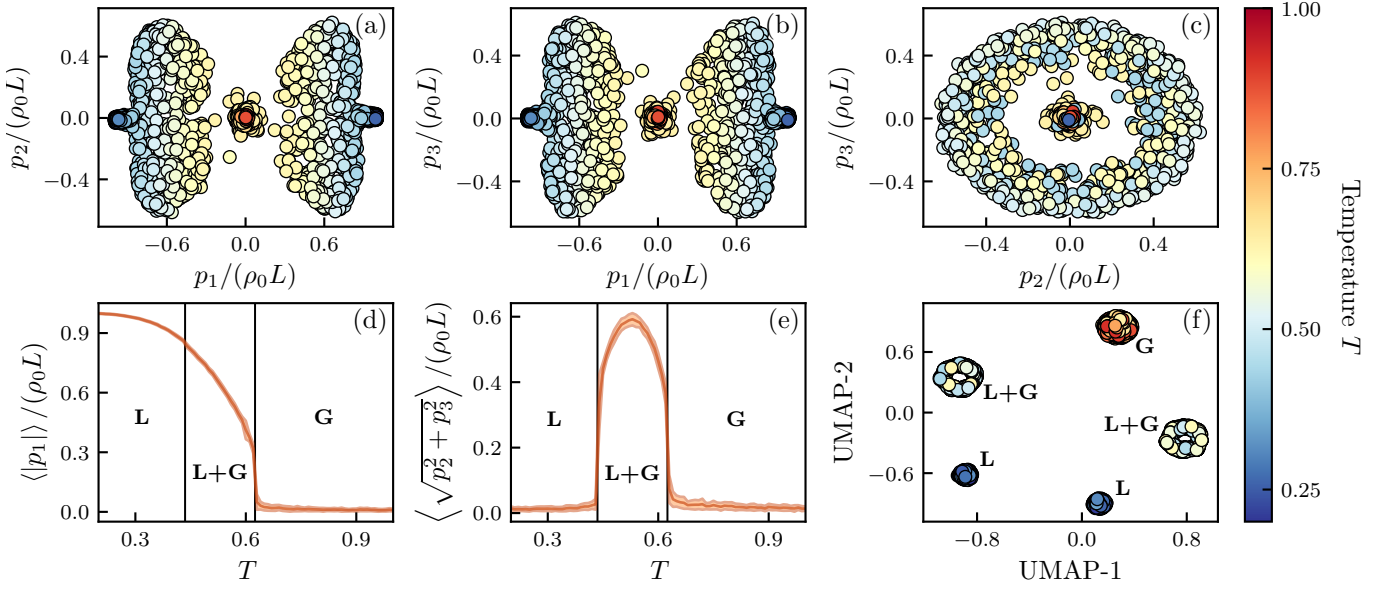 (a)
0.4
0.0
−0.4
p₂/(ρ₀L)
−0.6 0.0 0.6
p₁/(ρ₀L)
(b)
0.4
0.0
−0.4
p₃/(ρ₀L)
−0.6 0.0 0.6
p₁/(ρ₀L)
(c)
0.4
0.0
−0.4
p₃/(ρ₀L)
−0.4 0.0 0.4
p₂/(ρ₀L)
1.00
0.75
0.50
0.25
Temperature T
(d)
0.9
0.6
0.3
0.0
⟨|p₁|⟩/(ρ₀L)
L
L+G
G
0.3 0.6 0.9
T
(e)
0.6
0.4
0.2
0.0
⟨√(p₂² + p₃²)⟩/(ρ₀L)
L
L+G
G
0.3 0.6 0.9
T
(f)
0.6
0.0
−0.6
UMAP-2
G
L+G
L+G
L
L
−0.8 0.0 0.8
UMAP-1